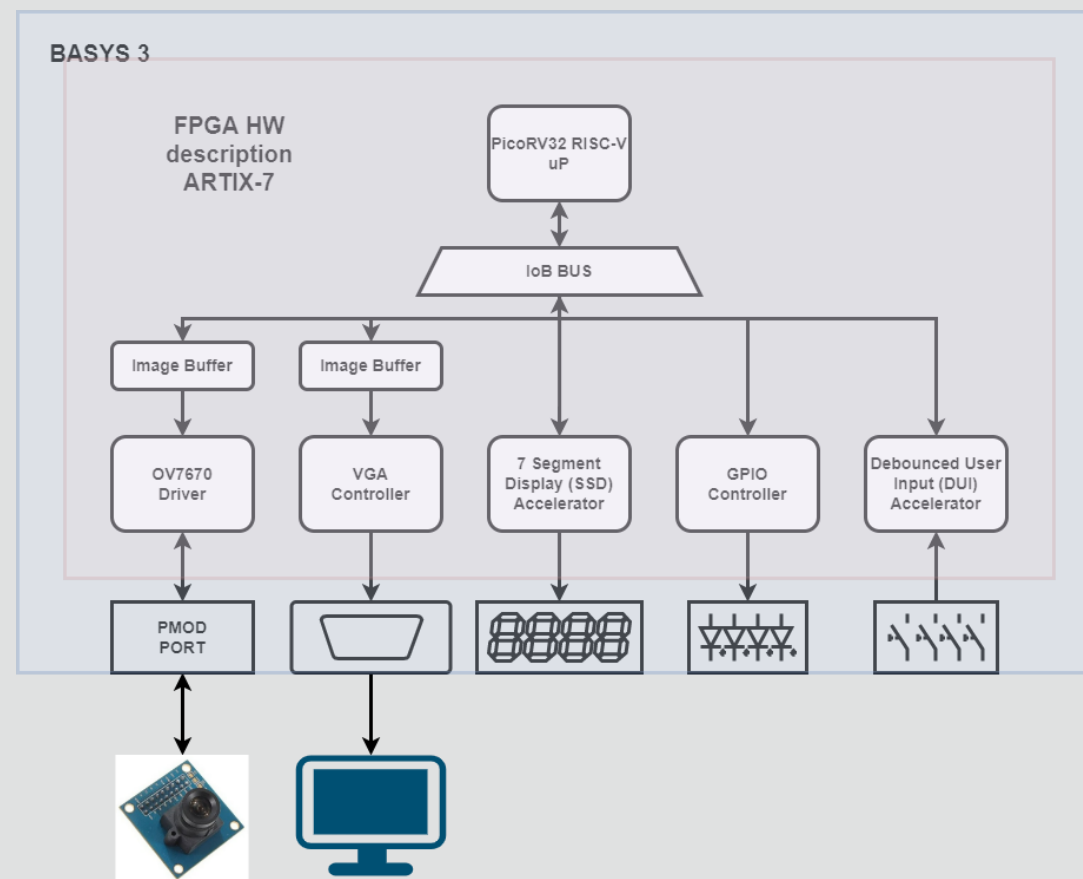 BASYS 3
FPGA HW
description
ARTIX-7
PicoRV32 RISC-V
uP
IoB BUS
Image Buffer
Image Buffer
OV7670
Driver
VGA
Controller
7 Segment
Display (SSD)
Accelerator
GPIO
Controller
Debounced User
Input (DUI)
Accelerator
PMOD
PORT
8888